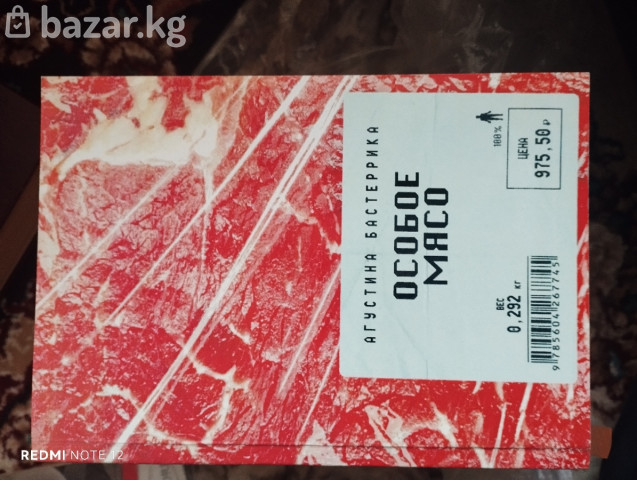 bazar.kg
АГУСТИНА БАСТЕРРИКА
ОСОБОЕ
МЯСО
100%
ЦЕНА
975,50 ₽
ВЕС
0,292 кг
9785604267745
REDMI NOTE 12